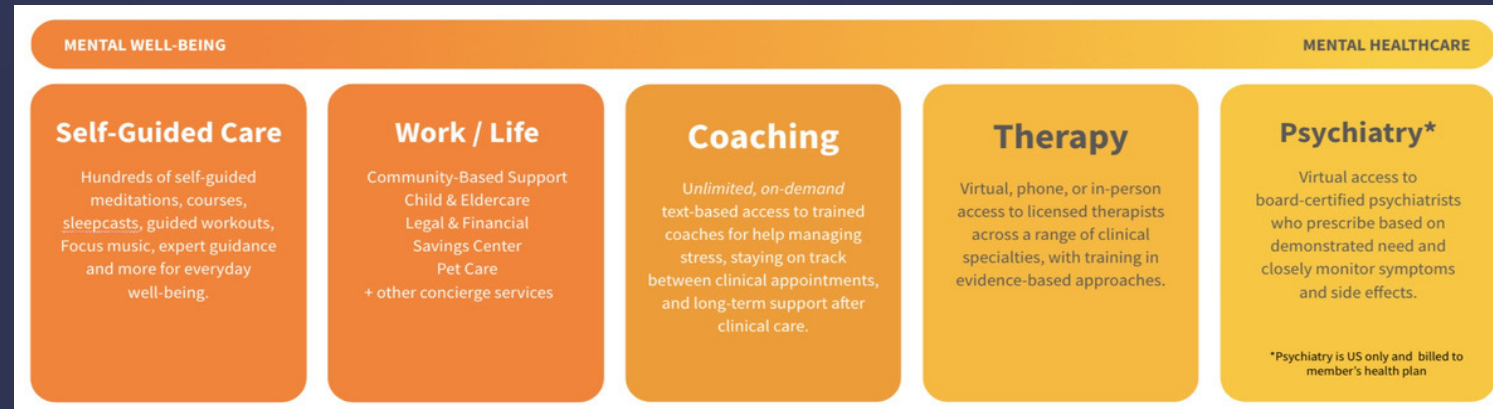 MENTAL WELL-BEING
MENTAL HEALTHCARE
Self-Guided Care
Hundreds of self-guided
meditations, courses,
sleepcasts, guided workouts,
Focus music, expert guidance
and more for everyday
well-being.
Work / Life
Community-Based Support
Child & Eldercare
Legal & Financial
Savings Center
Pet Care
+ other concierge services
Coaching
Unlimited, on-demand
text-based access to trained
coaches for help managing
stress, staying on track
between clinical appointments,
and long-term support after
clinical care.
Therapy
Virtual, phone, or in-person
access to licensed therapists
across a range of clinical
specialties, with training in
evidence-based approaches.
Psychiatry*
Virtual access to
board-certified psychiatrists
who prescribe based on
demonstrated need and
closely monitor symptoms
and side effects.
*Psychiatry is US only and billed to
member's health plan